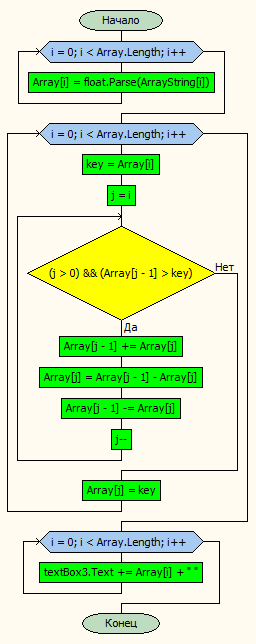 Начало
i = 0; i < Array.Length; i++
Array[i] = float.Parse(ArrayString[i])
i = 0; i < Array.Length; i++
key = Array[i]
j = i
(j > 0) && (Array[j - 1] > key)
Нет
Да
Array[j - 1] += Array[j]
Array[j] = Array[j - 1] - Array[j]
Array[j - 1] -= Array[j]
j--
Array[j] = key
i = 0; i < Array.Length; i++
textBox3.Text += Array[i] + " "
Конец